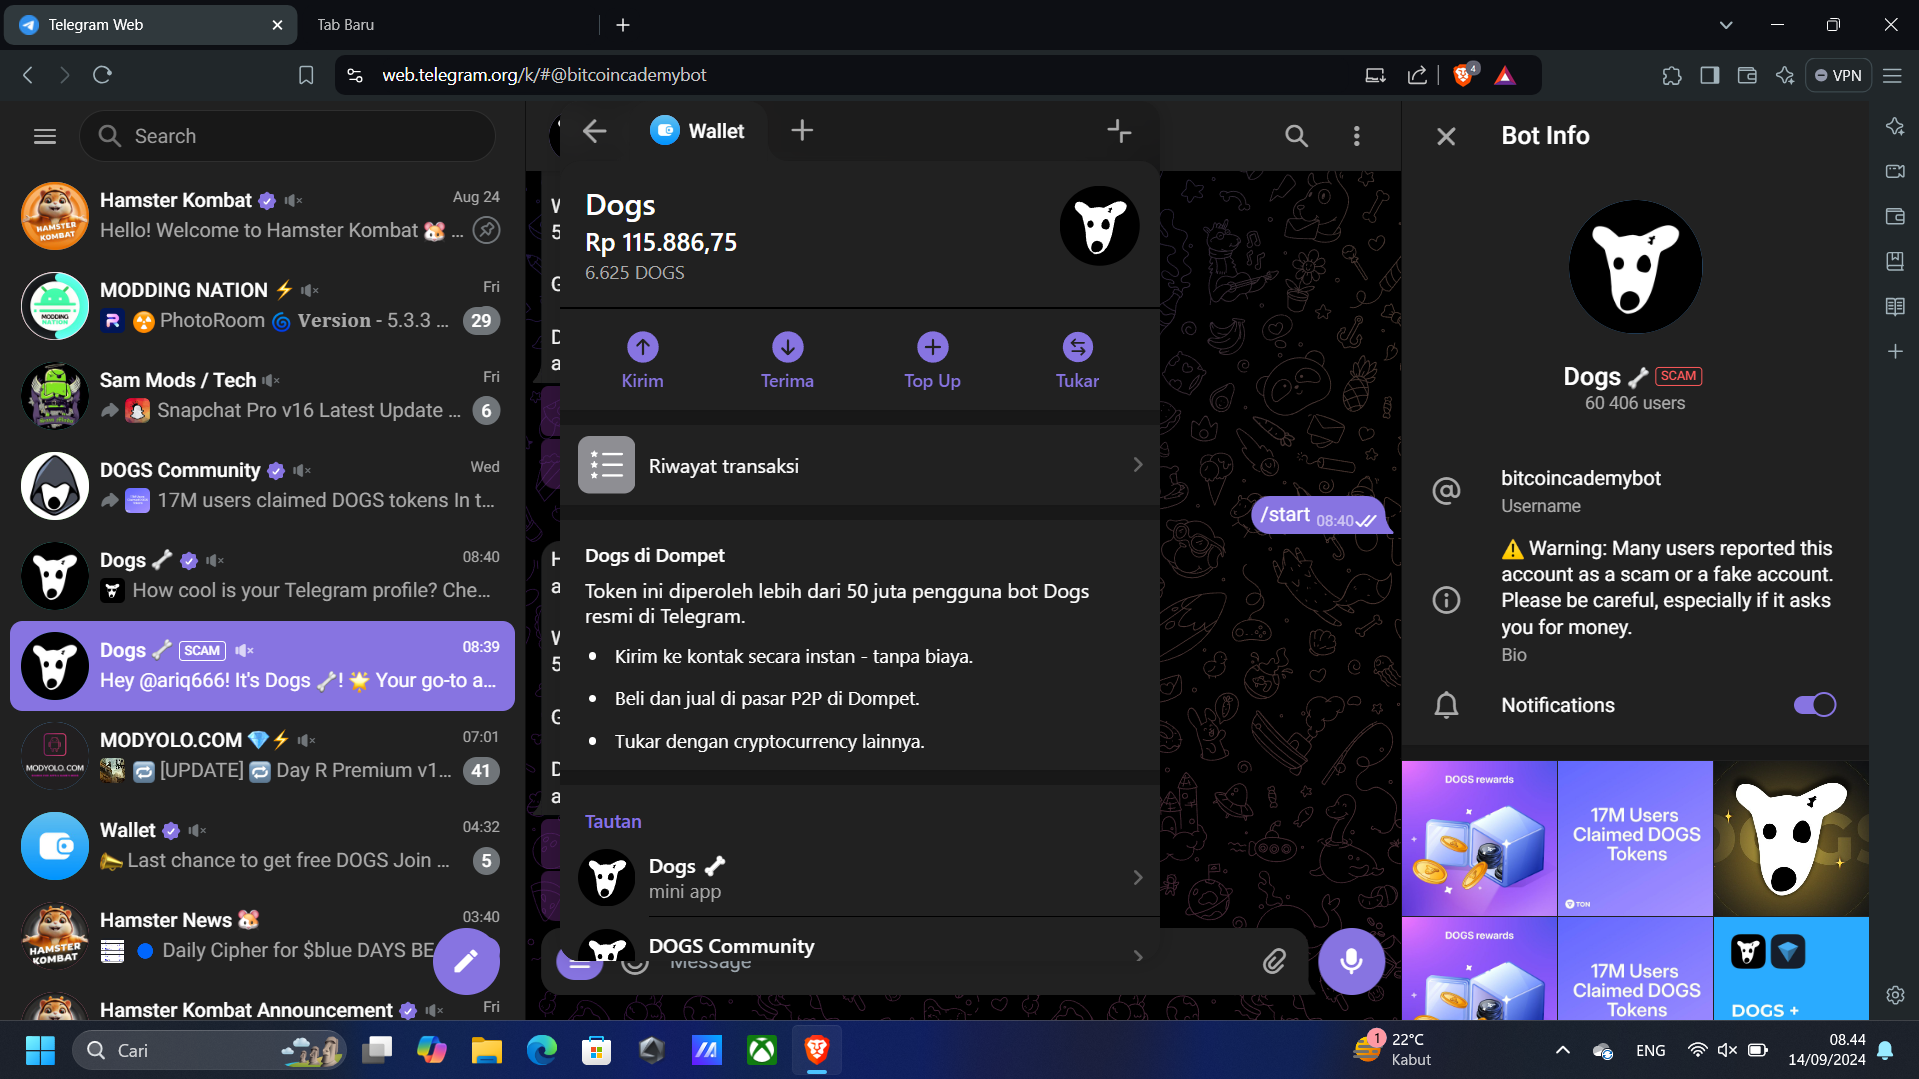 Telegram Web
Tab Baru
web.telegram.org/k/#@bitcoincademybot
4
VPN
Search
Hamster Kombat
Aug 24
Hello! Welcome to Hamster Kombat 🐹 ...
MODDING NATION ⚡
Fri
PhotoRoom 🌀 Version - 5.3.3 ...
29
Sam Mods / Tech
Fri
Snapchat Pro v16 Latest Update ...
6
DOGS Community
Wed
17M users claimed DOGS tokens In t...
Dogs 🦴
08:40
How cool is your Telegram profile? Che...
Dogs 🦴 SCAM
08:39
Hey @ariq666! It's Dogs 🦴! 🌟 Your go-to a...
MODYOLO.COM 💎⚡
07:01
MODYOLO.COM
🔁 [UPDATE] 🔁 Day R Premium v1...
41
Wallet
04:32
Last chance to get free DOGS Join ...
5
Hamster News 🐹
03:40
Daily Cipher for $blue DAYS BE
Hamster Kombat Announcement
Fri
HAMSTER KOMBAT
MODDING NATION
HAMSTER KOMBAT
Wallet
Dogs
Rp 115.886,75
6.625 DOGS
Kirim
Terima
Top Up
Tukar
Riwayat transaksi
Dogs di Dompet
Token ini diperoleh lebih dari 50 juta pengguna bot Dogs
resmi di Telegram.
• Kirim ke kontak secara instan - tanpa biaya.
• Beli dan jual di pasar P2P di Dompet.
• Tukar dengan cryptocurrency lainnya.
Tautan
Dogs 🦴
mini app
DOGS Community
Message
/start 08:40
Bot Info
Dogs 🦴 SCAM
60 406 users
bitcoincademybot
Username
⚠️ Warning: Many users reported this
account as a scam or a fake account.
Please be careful, especially if it asks
you for money.
Bio
Notifications
DOGS rewards
17M Users
Claimed DOGS
Tokens
TON
DOGS rewards
17M Users
Claimed DOGS
Tokens
DOGS +
Cari
1
22°C
Kabut
ENG
08.44
14/09/2024